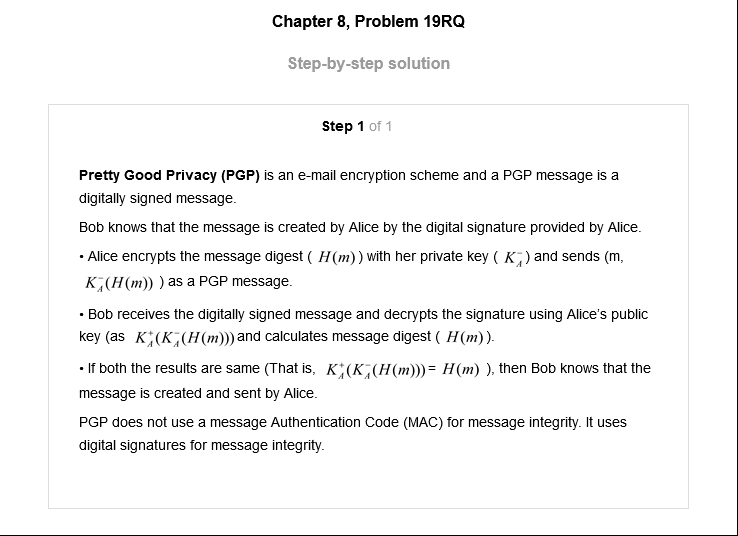 Chapter 8, Problem 19RQ
Step-by-step solution
Step 1 of 1
Pretty Good Privacy (PGP) is an e-mail encryption scheme and a PGP message is a
digitally signed message.
Bob knows that the message is created by Alice by the digital signature provided by Alice.
• Alice encrypts the message digest ( H(m) ) with her private key ( K_A^- ) and sends (m,
K_A^-(H(m)) ) as a PGP message.
• Bob receives the digitally signed message and decrypts the signature using Alice’s public
key (as K_A^+(K_A^-(H(m))) and calculates message digest ( H(m) ).
• If both the results are same (That is, K_A^+(K_A^-(H(m))) = H(m) ), then Bob knows that the
message is created and sent by Alice.
PGP does not use a message Authentication Code (MAC) for message integrity. It uses
digital signatures for message integrity.